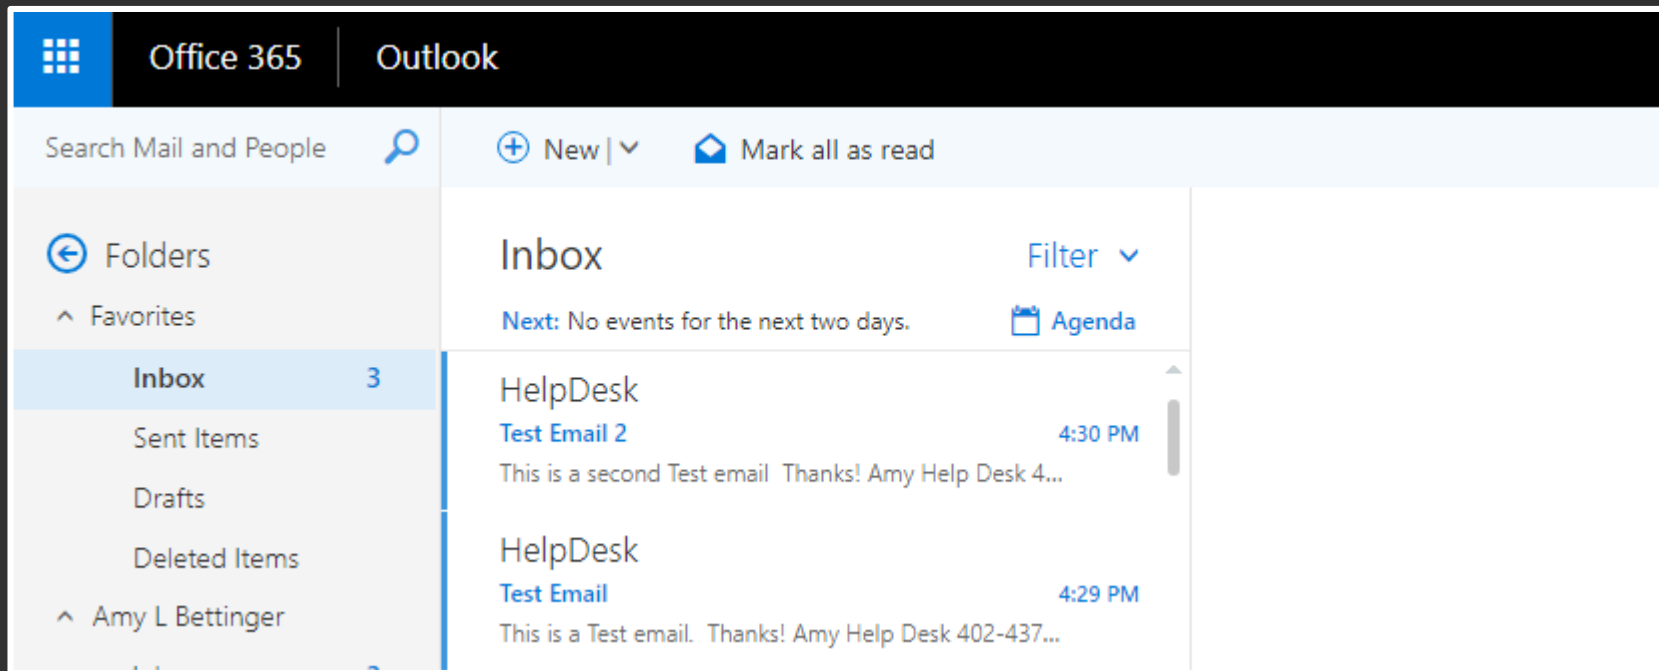 Office 365
Outlook
Search Mail and People
New
Mark all as read
Folders
Favorites
Inbox 3
Sent Items
Drafts
Deleted Items
Amy L Bettinger
Inbox
Filter
Next: No events for the next two days.
Agenda
HelpDesk
Test Email 2 4:30 PM
This is a second Test email Thanks! Amy Help Desk 4...
HelpDesk
Test Email 4:29 PM
This is a Test email. Thanks! Amy Help Desk 402-437...